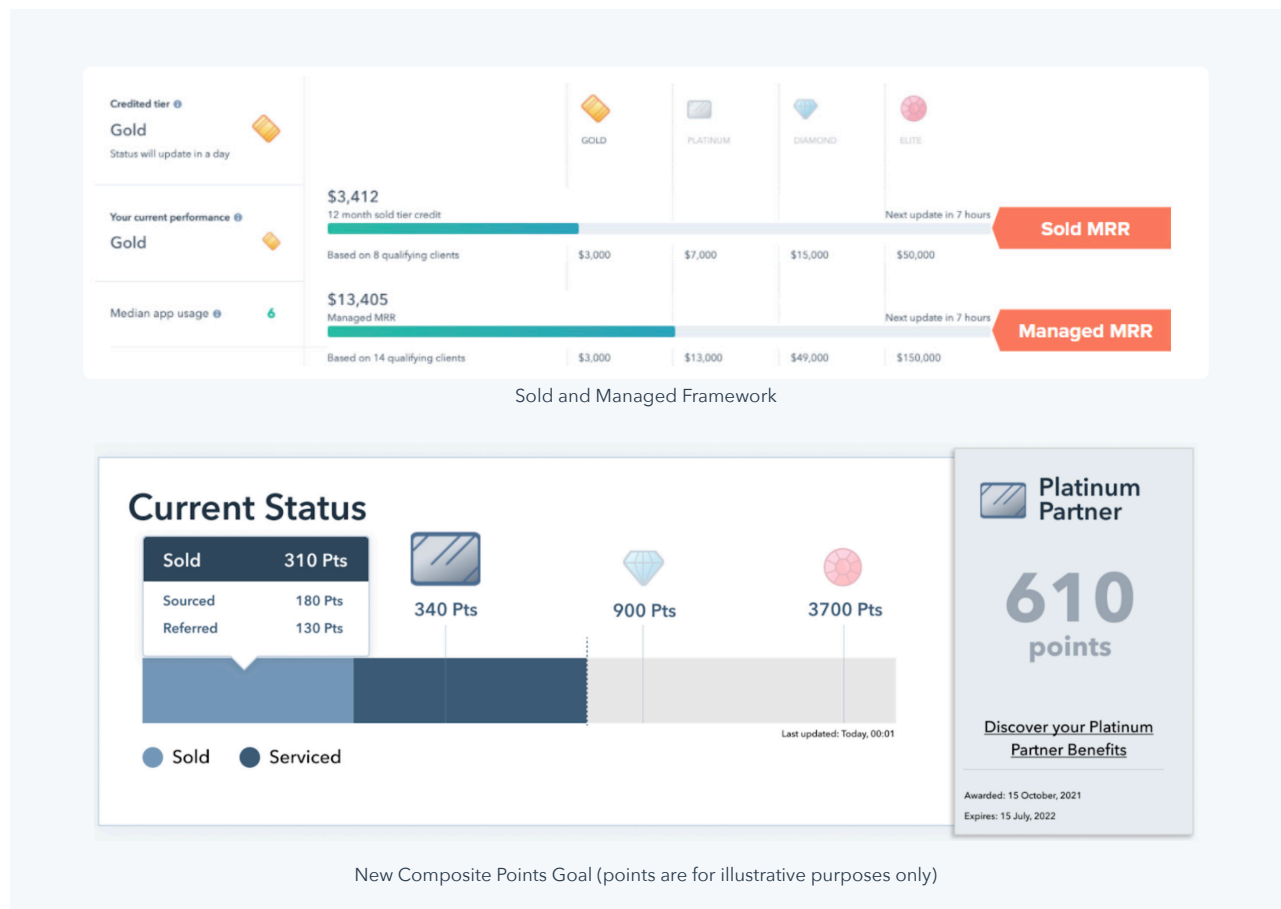 Credited tier
Gold
Status will update in a day
GOLD
PLATINUM
DIAMOND
ELITE
Your current performance
Gold
$3,412
12 month sold tier credit
Next update in 7 hours
Sold MRR
Based on 8 qualifying clients
$3,000
$7,000
$15,000
$50,000
Median app usage
6
$13,405
Managed MRR
Next update in 7 hours
Managed MRR
Based on 14 qualifying clients
$3,000
$13,000
$49,000
$150,000
Sold and Managed Framework
Current Status
Sold 310 Pts
Sourced 180 Pts
Referred 130 Pts
340 Pts
900 Pts
3700 Pts
Last updated: Today, 00:01
Sold
Serviced
Platinum
Partner
610
points
Discover your Platinum
Partner Benefits
Awarded: 15 October, 2021
Expires: 15 July, 2022
New Composite Points Goal (points are for illustrative purposes only)